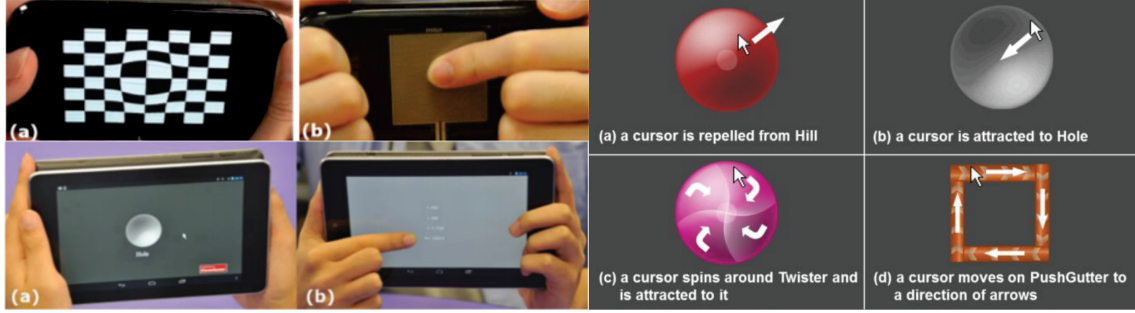 (a)
(b)
(a)
Hole
(b)
(a) a cursor is repelled from Hill
(b) a cursor is attracted to Hole
(c) a cursor spins around Twister and
is attracted to it
(d) a cursor moves on PushGutter to
a direction of arrows